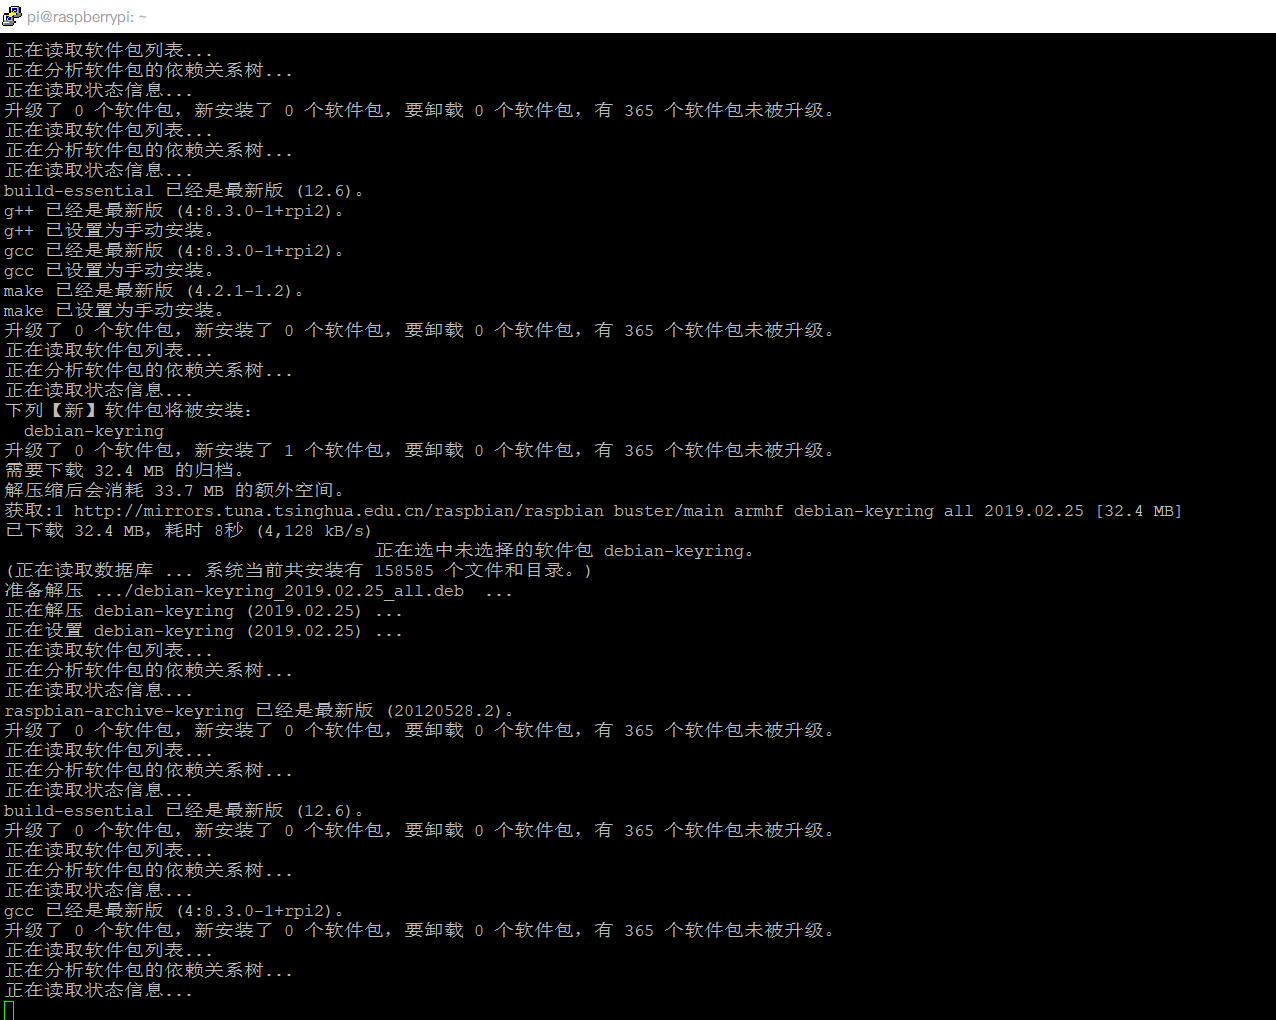 pi@raspberrypi: ~
正在读取软件包列表...
正在分析软件包的依赖关系树...
正在读取状态信息...
升级了 0 个软件包，新安装了 0 个软件包，要卸载 0 个软件包，有 365 个软件包未被升级。
正在读取软件包列表...
正在分析软件包的依赖关系树...
正在读取状态信息...
build-essential 已经是最新版 (12.6)。
g++ 已经是最新版 (4:8.3.0-1+rpi2)。
g++ 已设置为手动安装。
gcc 已经是最新版 (4:8.3.0-1+rpi2)。
gcc 已设置为手动安装。
make 已经是最新版 (4.2.1-1.2)。
make 已设置为手动安装。
升级了 0 个软件包，新安装了 0 个软件包，要卸载 0 个软件包，有 365 个软件包未被升级。
正在读取软件包列表...
正在分析软件包的依赖关系树...
正在读取状态信息...
下列【新】软件包将被安装：
debian-keyring
升级了 0 个软件包，新安装了 1 个软件包，要卸载 0 个软件包，有 365 个软件包未被升级。
需要下载 32.4 MB 的归档。
解压缩后会消耗 33.7 MB 的额外空间。
获取:1 http://mirrors.tuna.tsinghua.edu.cn/raspbian/raspbian buster/main armhf debian-keyring all 2019.02.25 [32.4 MB]
已下载 32.4 MB，耗时 8秒 (4,128 kB/s)
正在选中未选择的软件包 debian-keyring。
(正在读取数据库 ... 系统当前共安装有 158585 个文件和目录。)
准备解压 .../debian-keyring_2019.02.25_all.deb  ...
正在解压 debian-keyring (2019.02.25) ...
正在设置 debian-keyring (2019.02.25) ...
正在读取软件包列表...
正在分析软件包的依赖关系树...
正在读取状态信息...
raspbian-archive-keyring 已经是最新版 (20120528.2)。
升级了 0 个软件包，新安装了 0 个软件包，要卸载 0 个软件包，有 365 个软件包未被升级。
正在读取软件包列表...
正在分析软件包的依赖关系树...
正在读取状态信息...
build-essential 已经是最新版 (12.6)。
升级了 0 个软件包，新安装了 0 个软件包，要卸载 0 个软件包，有 365 个软件包未被升级。
正在读取软件包列表...
正在分析软件包的依赖关系树...
正在读取状态信息...
gcc 已经是最新版 (4:8.3.0-1+rpi2)。
升级了 0 个软件包，新安装了 0 个软件包，要卸载 0 个软件包，有 365 个软件包未被升级。
正在读取软件包列表...
正在分析软件包的依赖关系树...
正在读取状态信息...